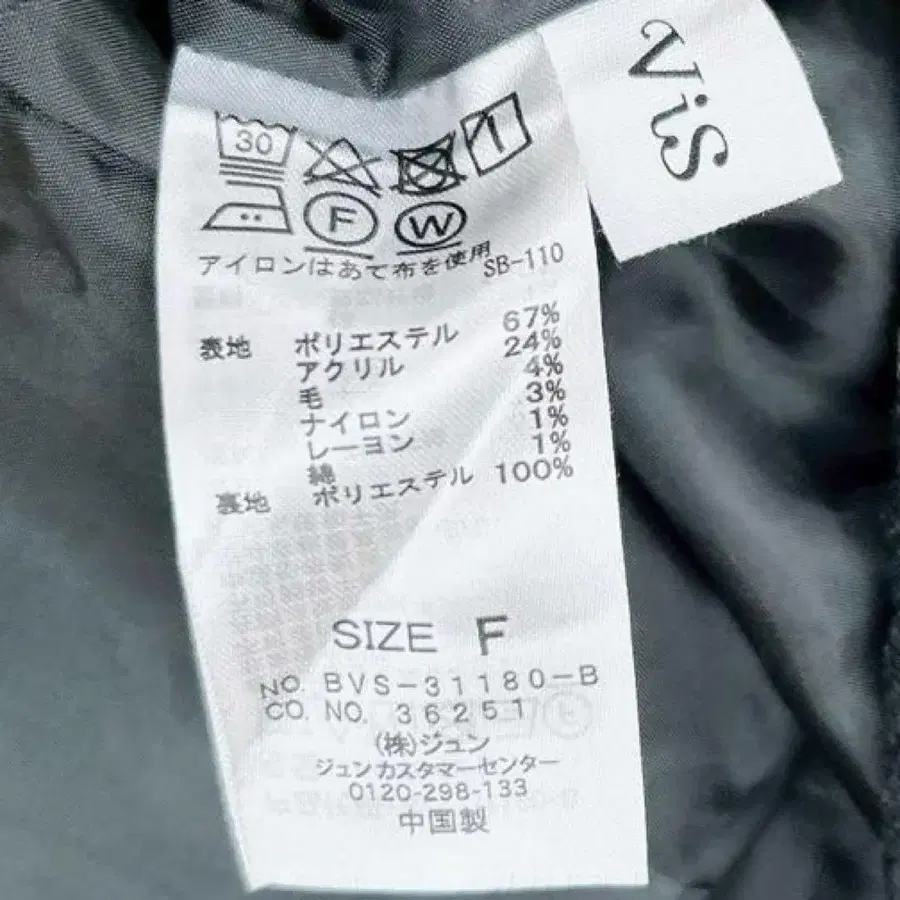 ViS
30
F W
アイロンはあて布を使用 SB-110
表地 ポリエステル 67%
アクリル 24%
毛 4%
ナイロン 3%
レーヨン 1%
綿 1%
裏地 ポリエステル 100%
SIZE F
NO. BVS-31180-B
CO. NO. 36251
(株)ジュン
ジュンカスタマーセンター
0120-298-133
中国製